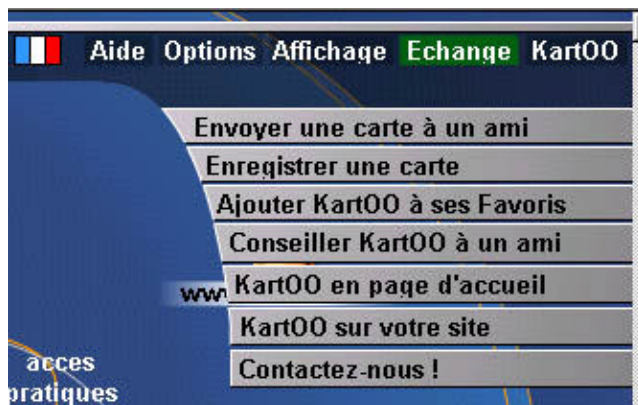 Aide Options Affichage Echange KartOO
Envoyer une carte à un ami
Enregistrer une carte
Ajouter KartOO à ses Favoris
Conseiller KartOO à un ami
www
KartOO en page d'accueil
KartOO sur votre site
Contactez-nous !
acces
pratiques